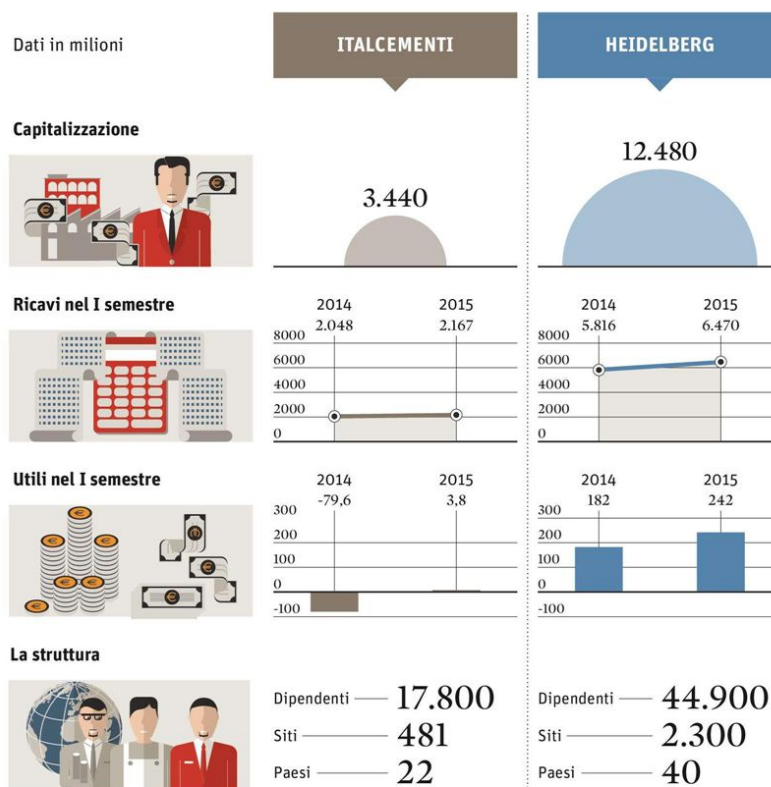 Dati in milioni
ITALCEMENTI
HEIDELBERG
Capitalizzazione
3.440
12.480
Ricavi nel I semestre
2014
2015
2.048
2.167
8000
6000
4000
2000
0
2014
2015
5.816
6.470
8000
6000
4000
2000
0
Utili nel I semestre
2014
2015
-79,6
3,8
300
200
100
0
-100
2014
2015
182
242
300
200
100
0
-100
La struttura
Dipendenti 17.800
Siti 481
Paesi 22
Dipendenti 44.900
Siti 2.300
Paesi 40